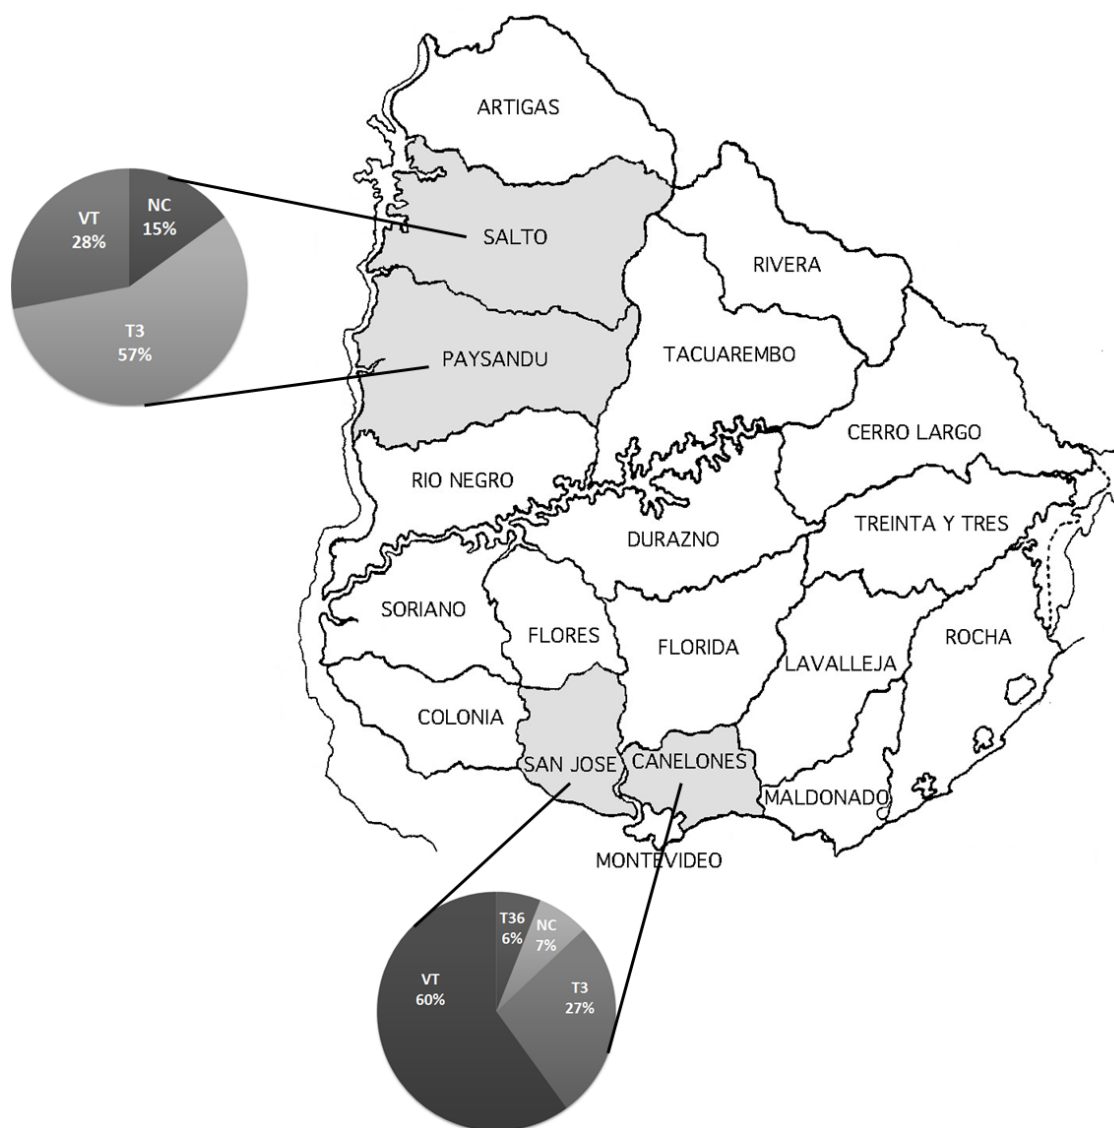 ARTIGAS
VT
28%
NC
15%
T3
57%
SALTO
RIVERA
PAYSANDU
TACUAREMBO
CERRO LARGO
RIO NEGRO
TREINTA Y TRES
DURAZNO
SORIANO
FLORES
FLORIDA
LAVALLEJA
ROCHA
COLONIA
SAN JOSE
CANELONES
MALDONADO
MONTEVIDEO
T36
6%
NC
7%
VT
60%
T3
27%